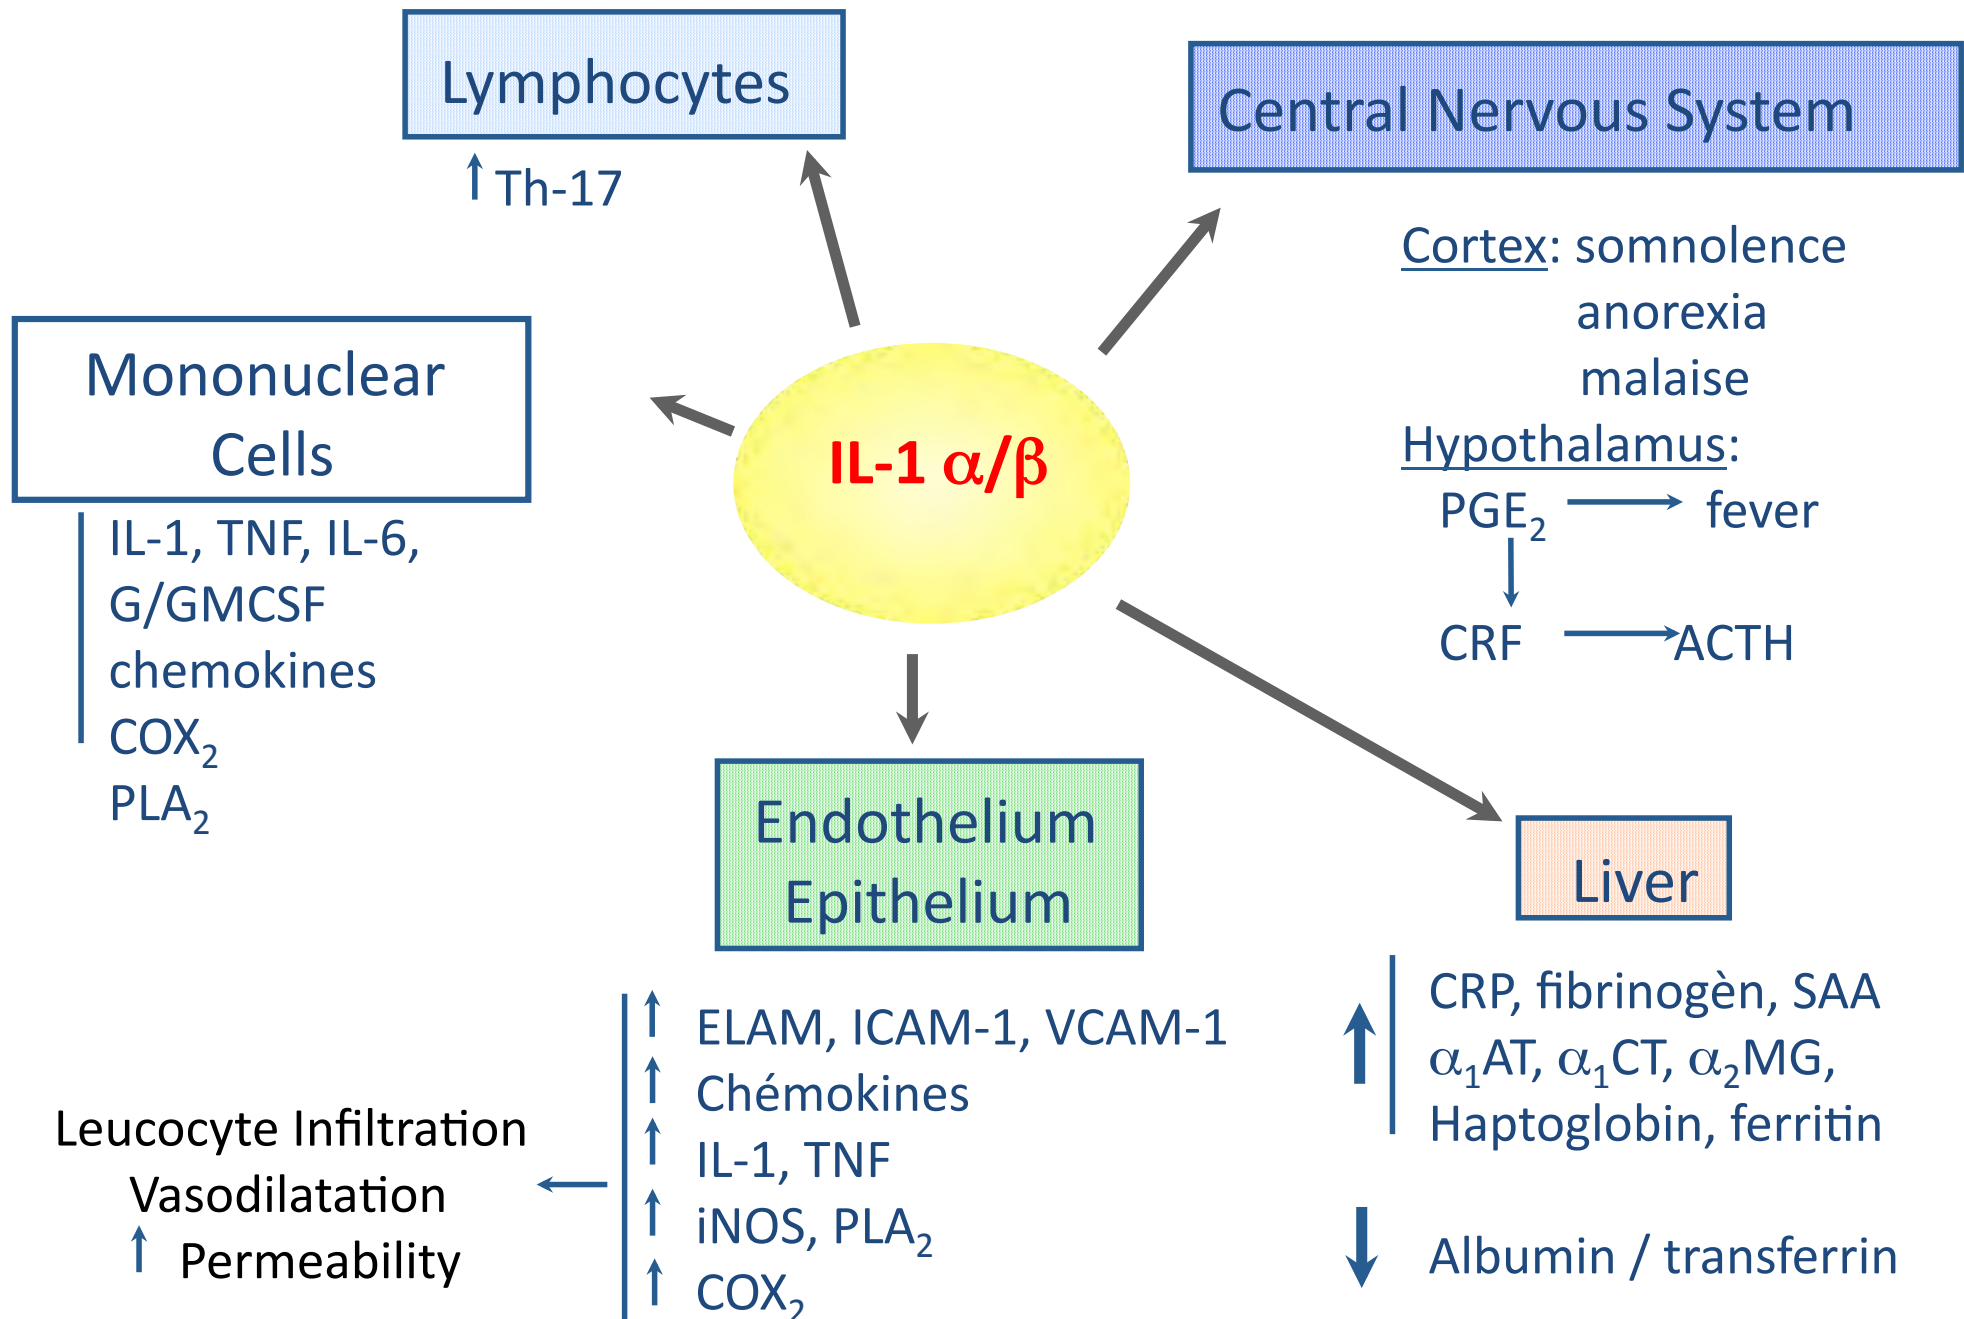 Lymphocytes
↑ Th-17
Central Nervous System
Cortex: somnolence
anorexia
malaise
Hypothalamus:
PGE₂ → fever
↓
CRF → ACTH
Mononuclear
Cells
IL-1, TNF, IL-6,
G/GMCSF
chemokines
COX₂
PLA₂
IL-1 α/β
Endothelium
Epithelium
↑ ELAM, ICAM-1, VCAM-1
↑ Chémokines
↑ IL-1, TNF
↑ iNOS, PLA₂
↑ COX₂
Leucocyte Infiltration
Vasodilatation
↑ Permeability
Liver
CRP, fibrinogèn, SAA
α₁AT, α₁CT, α₂MG,
Haptoglobin, ferritin
↓ Albumin / transferrin